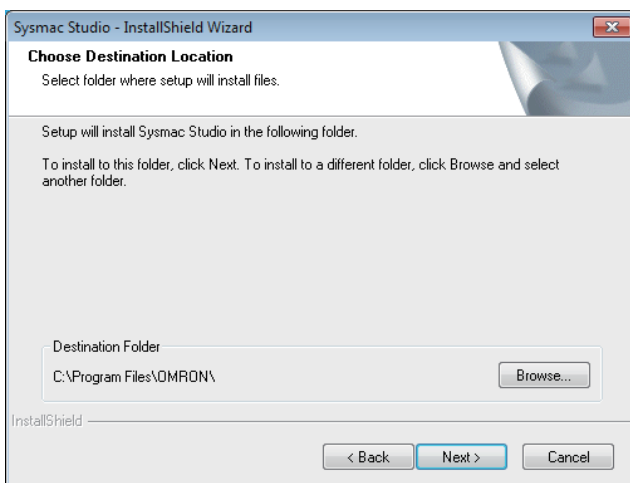 Sysmac Studio - InstallShield Wizard
Choose Destination Location
Select folder where setup will install files.
Setup will install Sysmac Studio in the following folder.
To install to this folder, click Next. To install to a different folder, click Browse and select
another folder.
Destination Folder
C:\Program Files\OMRON\
Browse...
InstallShield
< Back
Next >
Cancel